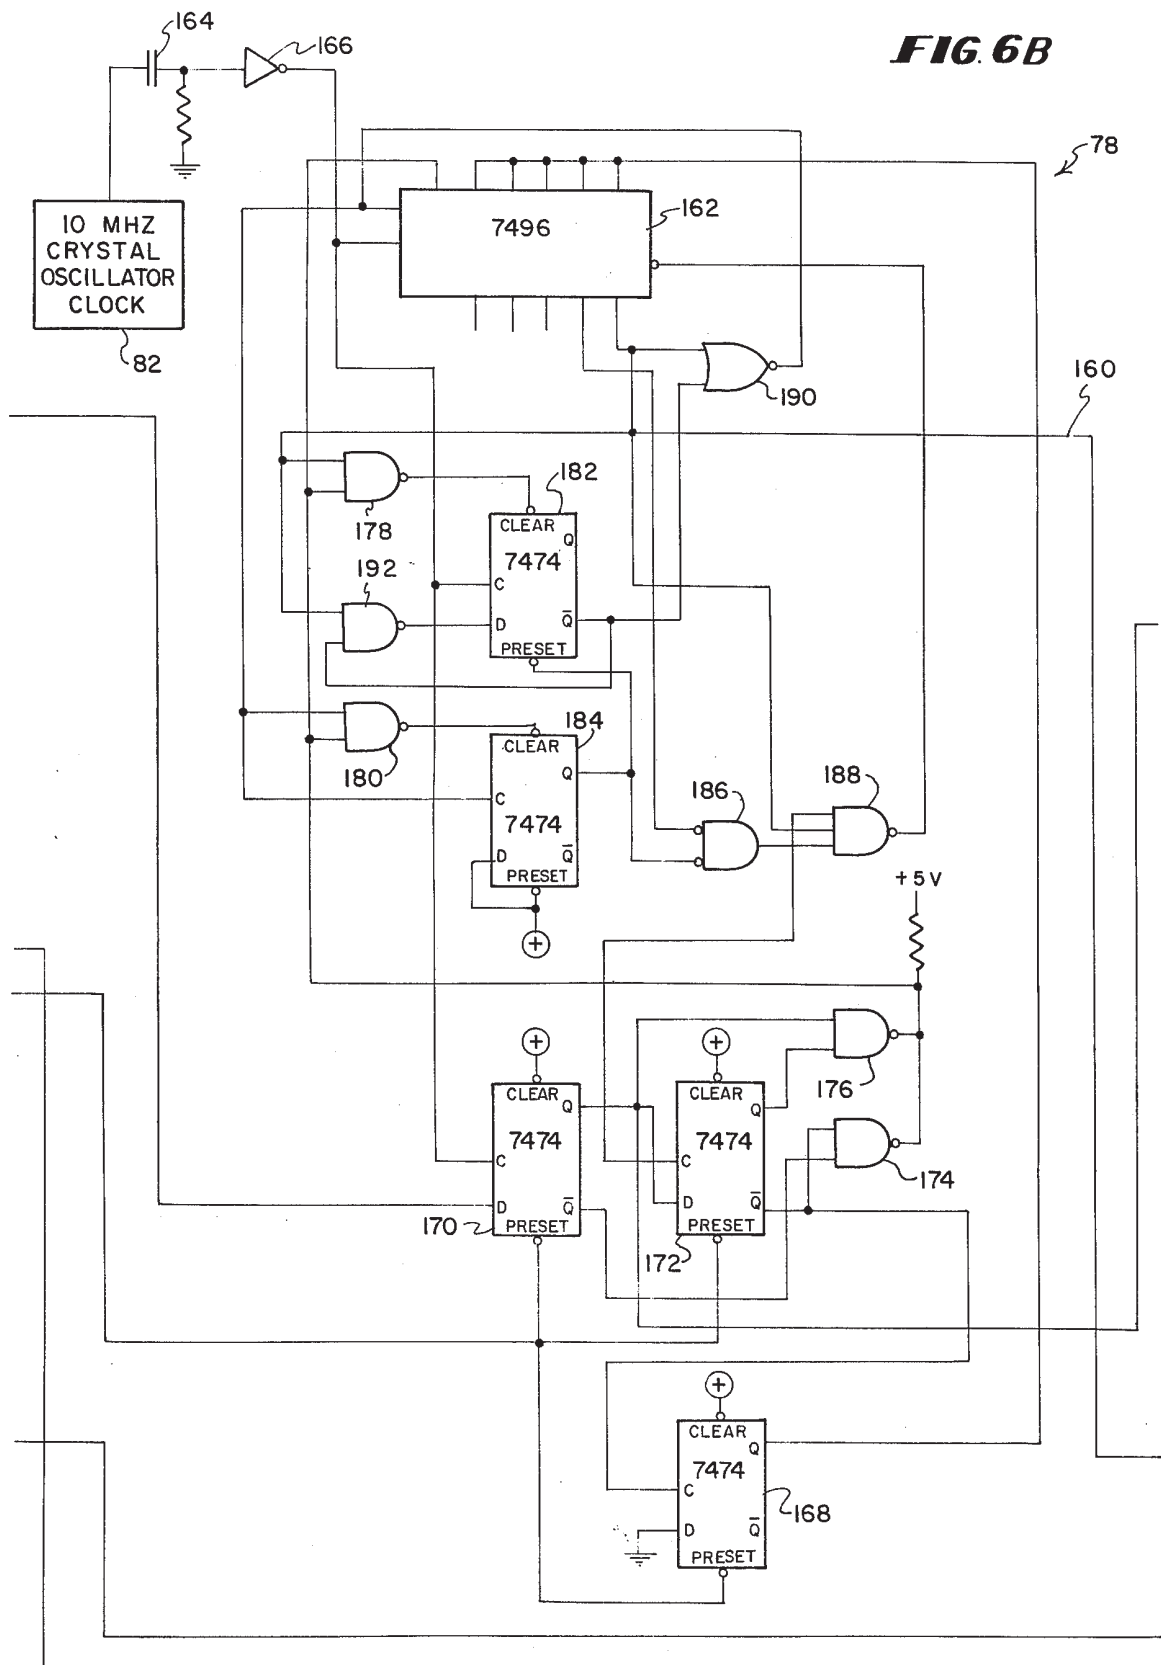 FIG. 6B
164
166
78
10 MHZ
CRYSTAL
OSCILLATOR
CLOCK
82
7496
162
190
160
178
182
CLEAR
Q
7474
C
D
Q̅
PRESET
192
180
184
CLEAR
Q
C
7474
D
Q̅
PRESET
186
188
+5V
+
+
+
176
CLEAR
Q
7474
C
D
Q̅
PRESET
170
CLEAR
Q
7474
C
D
Q̅
PRESET
172
174
+
CLEAR
Q
7474
C
D
Q̅
PRESET
168